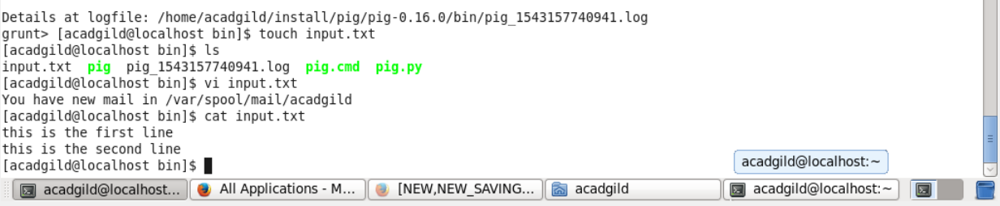 Details at logfile: /home/acadgild/install/pig/pig-0.16.0/bin/pig_1543157740941.log
grunt> [acadgild@localhost bin]$ touch input.txt
[acadgild@localhost bin]$ ls
input.txt  pig  pig_1543157740941.log  pig.cmd  pig.py
[acadgild@localhost bin]$ vi input.txt
You have new mail in /var/spool/mail/acadgild
[acadgild@localhost bin]$ cat input.txt
this is the first line
this is the second line
[acadgild@localhost bin]$
acadgild@localhost:~
acadgild@localhost... All Applications - M... [NEW,NEW_SAVING... acadgild acadgild@localhost:~